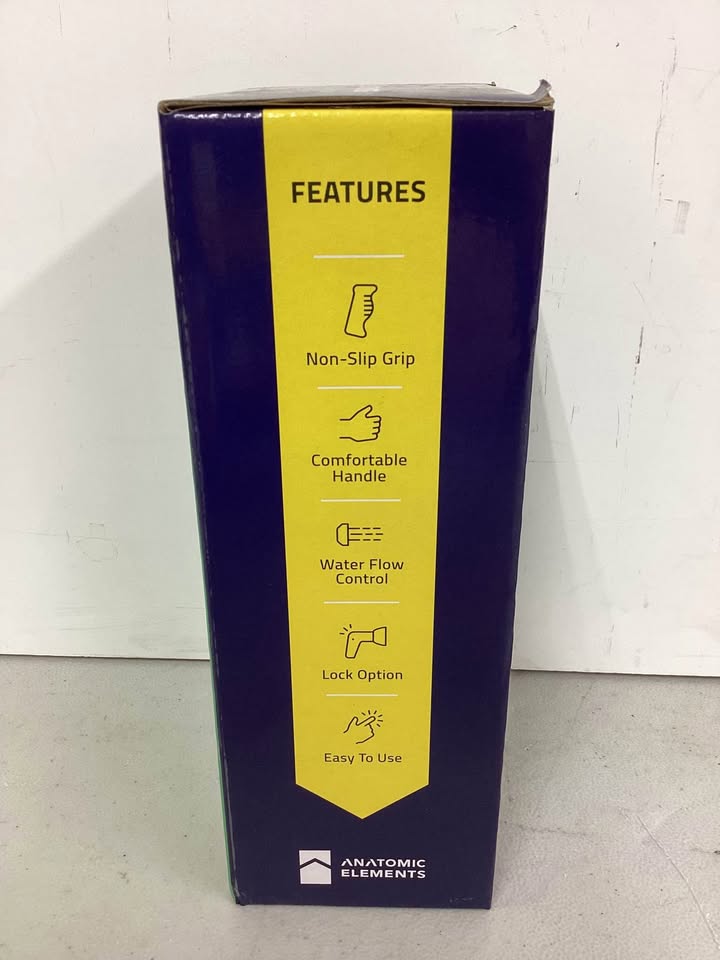 FEATURES
Non-Slip Grip
Comfortable
Handle
Water Flow
Control
Lock Option
Easy To Use
ANATOMIC
ELEMENTS